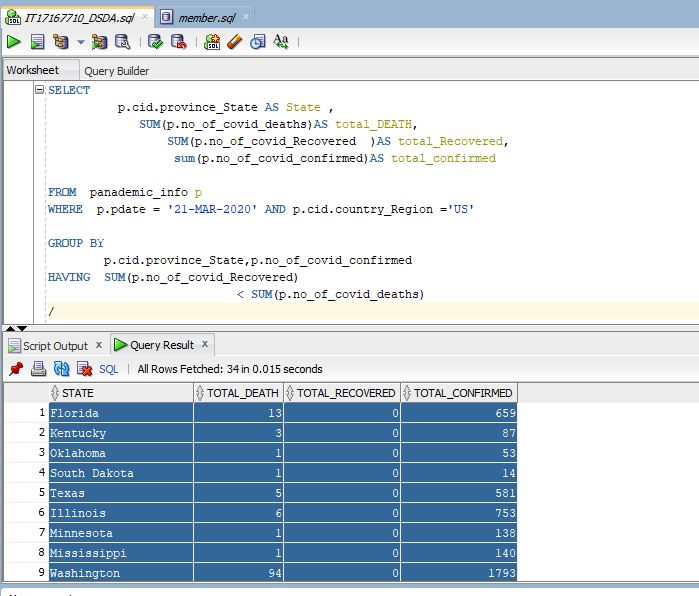 IT17167710_DSDA.sql × member.sql ×
SQL SQL Aa
Worksheet Query Builder
SELECT
p.cid.province_State AS State ,
SUM(p.no_of_covid_deaths)AS total_DEATH,
SUM(p.no_of_covid_Recovered )AS total_Recovered,
sum(p.no_of_covid_confirmed)AS total_confirmed
FROM panademic_info p
WHERE p.pdate = '21-MAR-2020' AND p.cid.country_Region ='US'
GROUP BY
p.cid.province_State,p.no_of_covid_confirmed
HAVING SUM(p.no_of_covid_Recovered)
< SUM(p.no_of_covid_deaths)
/
Script Output × Query Result ×
SQL | All Rows Fetched: 34 in 0.015 seconds
STATE TOTAL_DEATH TOTAL_RECOVERED TOTAL_CONFIRMED
1 Florida 13 0 659
2 Kentucky 3 0 87
3 Oklahoma 1 0 53
4 South Dakota 1 0 14
5 Texas 5 0 581
6 Illinois 6 0 753
7 Minnesota 1 0 138
8 Mississippi 1 0 140
9 Washington 94 0 1793